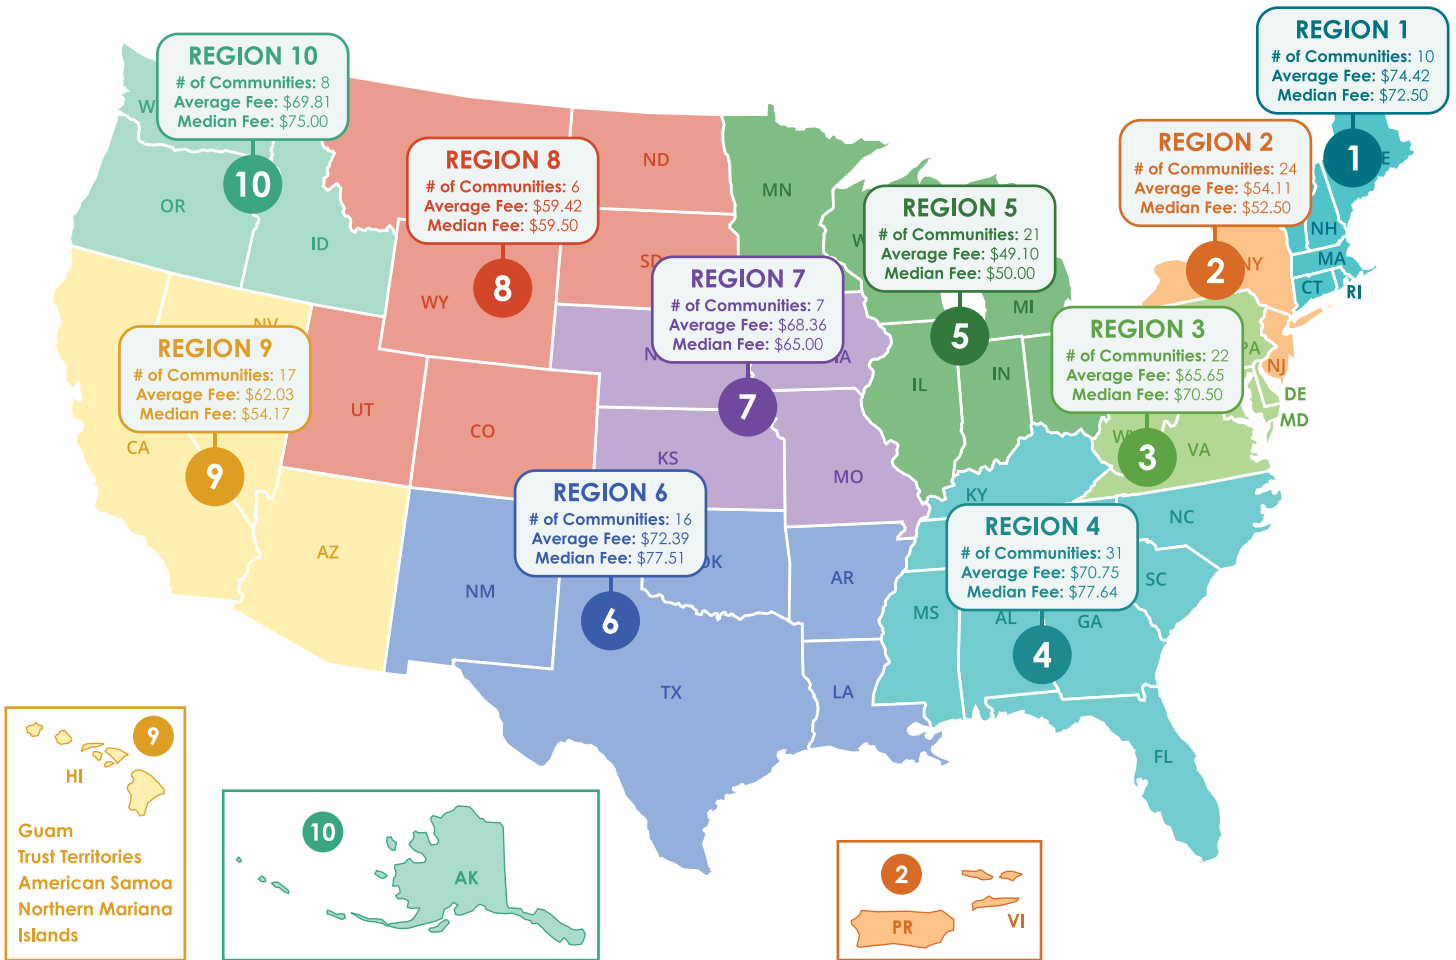 REGION 1
# of Communities: 10
Average Fee: $74.42
Median Fee: $72.50
1
REGION 10
# of Communities: 8
Average Fee: $69.81
Median Fee: $75.00
10
REGION 2
# of Communities: 24
Average Fee: $54.11
Median Fee: $52.50
2
REGION 8
# of Communities: 6
Average Fee: $59.42
Median Fee: $59.50
8
REGION 5
# of Communities: 21
Average Fee: $49.10
Median Fee: $50.00
5
REGION 7
# of Communities: 7
Average Fee: $68.36
Median Fee: $65.00
7
REGION 3
# of Communities: 22
Average Fee: $65.65
Median Fee: $70.50
3
REGION 9
# of Communities: 17
Average Fee: $62.03
Median Fee: $54.17
9
REGION 6
# of Communities: 16
Average Fee: $72.39
Median Fee: $77.51
6
REGION 4
# of Communities: 31
Average Fee: $70.75
Median Fee: $77.64
4
W
OR
ID
ND
MN
SD
WY
NV
UT
CO
CA
AZ
NM
KS
MO
OK
AR
TX
LA
MS
AL
GA
FL
SC
NC
KY
VA
IL
IN
MI
PA
NJ
DE
MD
NY
NH
MA
CT
RI
E
W
N
IA
W
9
HI
Guam
Trust Territories
American Samoa
Northern Mariana
Islands
10
AK
2
PR
VI